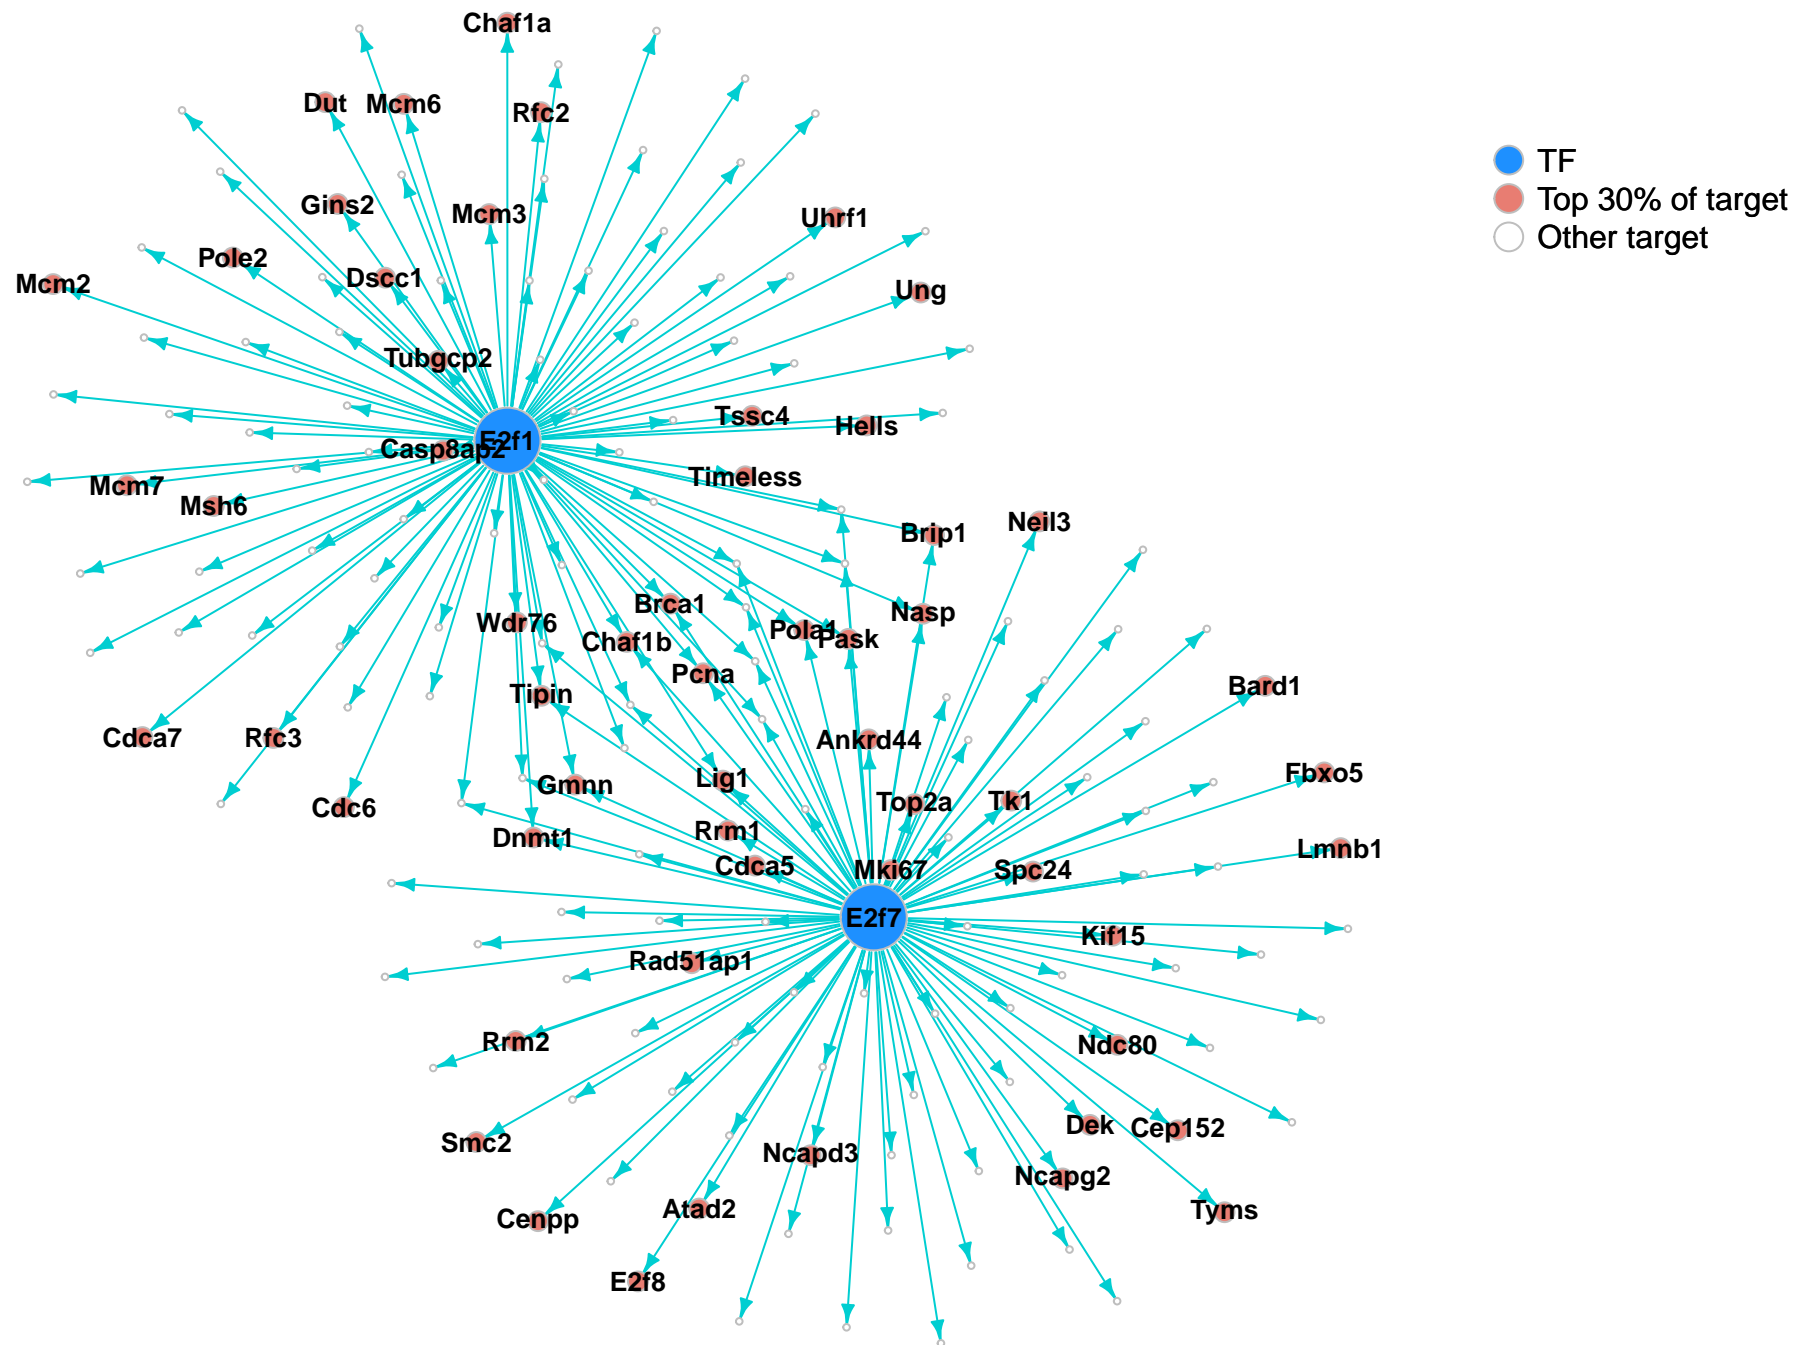 Chaf1a
Dut
Mcm6
Rfc2
TF
Top 30% of target
Other target
Gins2
Mcm3
Uhrf1
Pole2
Dscc1
Mcm2
Ung
Tubgcp2
Tssc4
Hells
E2f1
Casp8ap2
Timeless
Mcm7
Msh6
Neil3
Brip1
Brca1
Nasp
Wdr76
Chaf1b
Pola1
Pask
Pcna
Bard1
Tipin
Cdca7
Rfc3
Ankrd44
Fbxo5
Lig1
Gmnn
Top2a
Tk1
Cdc6
Rrm1
Dnmt1
Lmnb1
Cdca5
Mki67
Spc24
E2f7
Kif15
Rad51ap1
Rrm2
Ndc80
Dek
Cep152
Smc2
Ncapd3
Ncapg2
Atad2
Tyms
Cenpp
E2f8